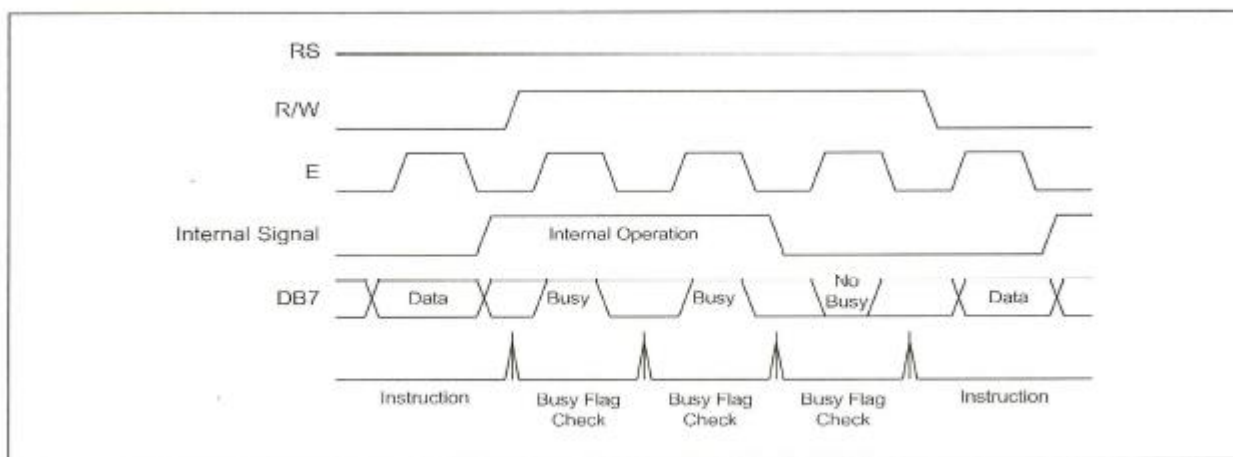 RS
R/W
E
Internal Signal
Internal Operation
DB7
Data
Busy
Busy
No
Busy
Data
Instruction
Busy Flag
Check
Busy Flag
Check
Busy Flag
Check
Instruction